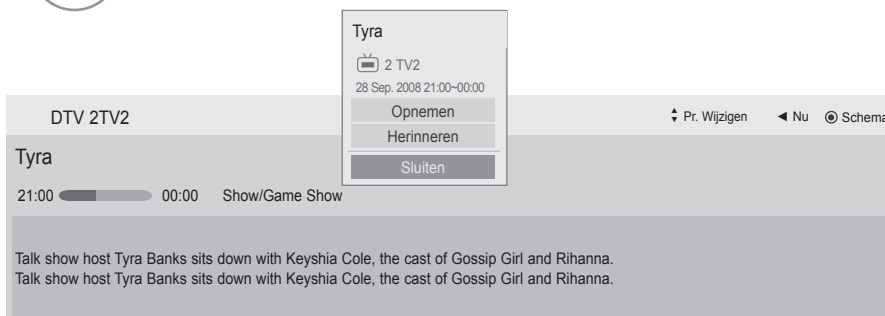 Tyra
2 TV2
28 Sep. 2008 21:00~00:00
Opnemen
Herinneren
Sluiten
DTV 2TV2 Pr. Wijzigen Nu Schema
Tyra
21:00 00:00 Show/Game Show
Talk show host Tyra Banks sits down with Keyshia Cole, the cast of Gossip Girl and Rihanna.
Talk show host Tyra Banks sits down with Keyshia Cole, the cast of Gossip Girl and Rihanna.